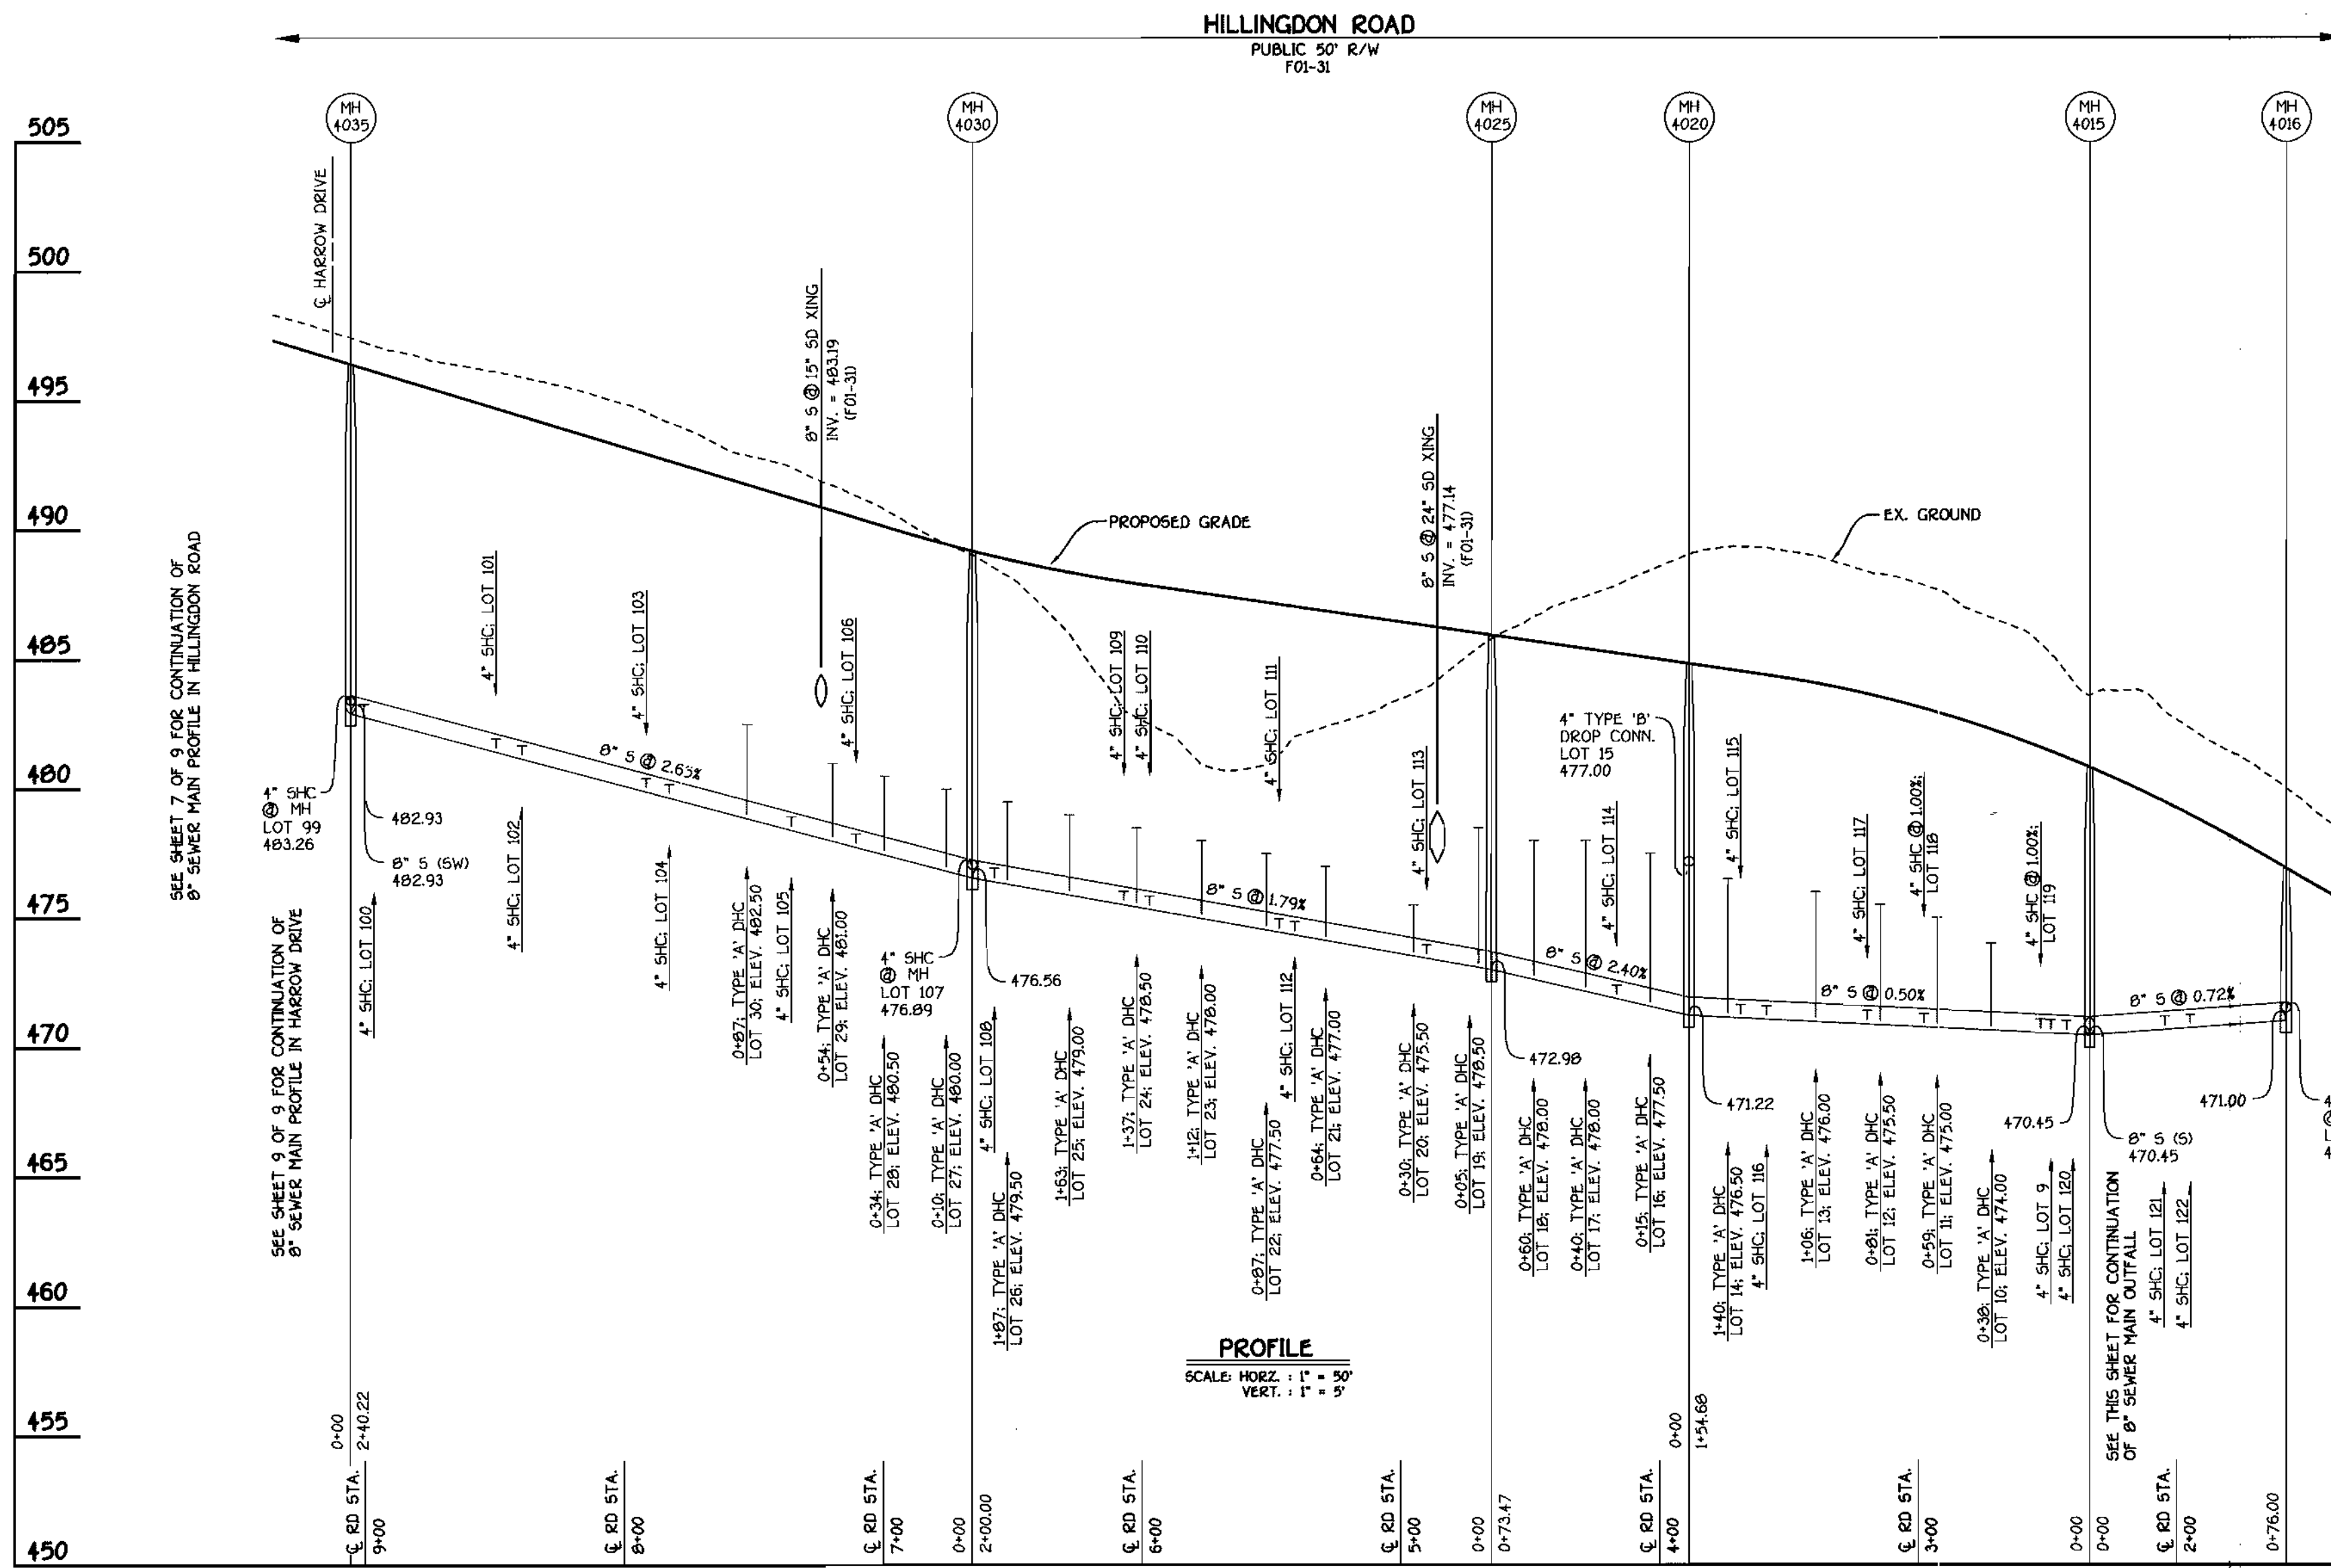 HILLINGDON ROAD
PUBLIC 50' R/W
F01-31
MH
4035
MH
4030
MH
4025
MH
4020
MH
4015
MH
4016
505
500
495
490
485
480
475
470
465
460
455
450
℄ HARROW DRIVE
8" S @ 15" SD XING
INV. = 483.19
(F01-31)
8" S @ 24" SD XING
INV. = 477.14
(F01-31)
PROPOSED GRADE
EX. GROUND
SEE SHEET 7 OF 9 FOR CONTINUATION OF
8" SEWER MAIN PROFILE IN HILLINGDON ROAD
SEE SHEET 9 OF 9 FOR CONTINUATION OF
8" SEWER MAIN PROFILE IN HARROW DRIVE
4" SHC
@ MH
LOT 99
483.26
482.93
8" S (SW)
482.93
4" SHC; LOT 100
4" SHC; LOT 101
4" SHC; LOT 102
4" SHC; LOT 103
4" SHC; LOT 104
8" S @ 2.63%
0+87; TYPE 'A' DHC
LOT 30; ELEV. 482.50
4" SHC; LOT 105
0+54; TYPE 'A' DHC
LOT 29; ELEV. 481.00
4" SHC; LOT 106
0+34; TYPE 'A' DHC
LOT 28; ELEV. 480.50
0+10; TYPE 'A' DHC
LOT 27; ELEV. 480.00
4" SHC
@ MH
LOT 107
476.89
476.56
4" SHC; LOT 108
1+87; TYPE 'A' DHC
LOT 26; ELEV. 479.50
1+63; TYPE 'A' DHC
LOT 25; ELEV. 479.00
4" SHC; LOT 109
4" SHC; LOT 110
1+37; TYPE 'A' DHC
LOT 24; ELEV. 478.50
1+12; TYPE 'A' DHC
LOT 23; ELEV. 478.00
8" S @ 1.79%
4" SHC; LOT 111
0+87; TYPE 'A' DHC
LOT 22; ELEV. 477.50
4" SHC; LOT 112
0+64; TYPE 'A' DHC
LOT 21; ELEV. 477.00
4" SHC; LOT 113
0+30; TYPE 'A' DHC
LOT 20; ELEV. 475.50
0+05; TYPE 'A' DHC
LOT 19; ELEV. 478.50
472.98
8" S @ 2.40%
0+60; TYPE 'A' DHC
LOT 18; ELEV. 478.00
0+40; TYPE 'A' DHC
LOT 17; ELEV. 478.00
4" SHC; LOT 114
4" TYPE 'B'
DROP CONN.
LOT 15
477.00
0+15; TYPE 'A' DHC
LOT 16; ELEV. 477.50
471.22
4" SHC; LOT 115
1+40; TYPE 'A' DHC
LOT 14; ELEV. 476.50
4" SHC; LOT 116
1+06; TYPE 'A' DHC
LOT 13; ELEV. 476.00
4" SHC; LOT 117
8" S @ 0.50%
0+81; TYPE 'A' DHC
LOT 12; ELEV. 475.50
4" SHC @ 1.00%;
LOT 118
0+59; TYPE 'A' DHC
LOT 11; ELEV. 475.00
0+38; TYPE 'A' DHC
LOT 10; ELEV. 474.00
4" SHC @ 1.00%;
LOT 119
4" SHC; LOT 9
4" SHC; LOT 120
470.45
8" S (S)
470.45
8" S @ 0.72%
4" SHC; LOT 121
4" SHC; LOT 122
471.00
SEE THIS SHEET FOR CONTINUATION
OF 8" SEWER MAIN OUTFALL
PROFILE
SCALE: HORZ. : 1" = 50'
VERT. : 1" = 5'
0+00
2+40.22
℄ RD STA.
9+00
℄ RD STA.
8+00
℄ RD STA.
7+00
0+00
2+00.00
℄ RD STA.
6+00
℄ RD STA.
5+00
0+00
0+73.47
℄ RD STA.
4+00
0+00
1+54.68
℄ RD STA.
3+00
0+00
0+00
℄ RD STA.
2+00
0+76.00